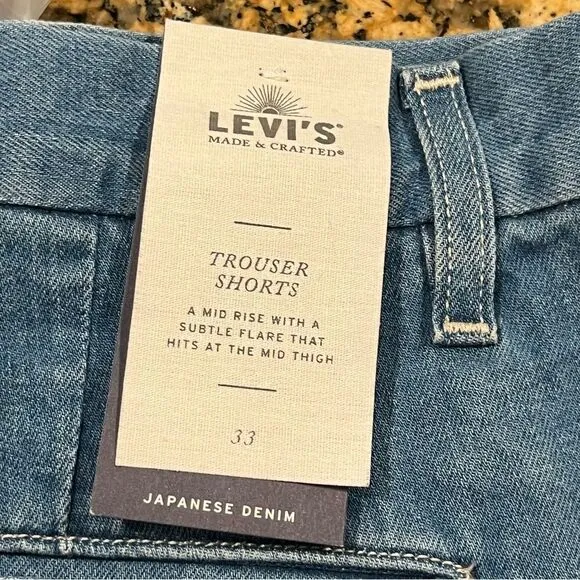 LEVI'S®
MADE & CRAFTED®
TROUSER
SHORTS
A MID RISE WITH A
SUBTLE FLARE THAT
HITS AT THE MID THIGH
33
JAPANESE DENIM